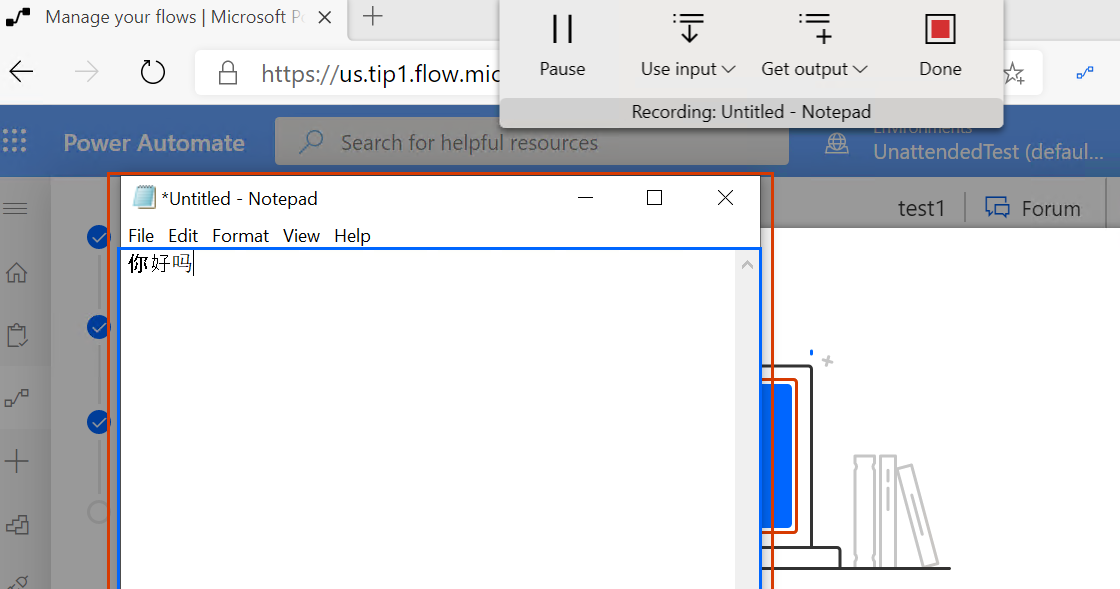 Manage your flows | Microsoft P
https://us.tip1.flow.mic
Pause
Use input
Get output
Done
Recording: Untitled - Notepad
Power Automate
Search for helpful resources
Environments
UnattendedTest (defaul...
*Untitled - Notepad
test1
Forum
File Edit Format View Help
你好吗